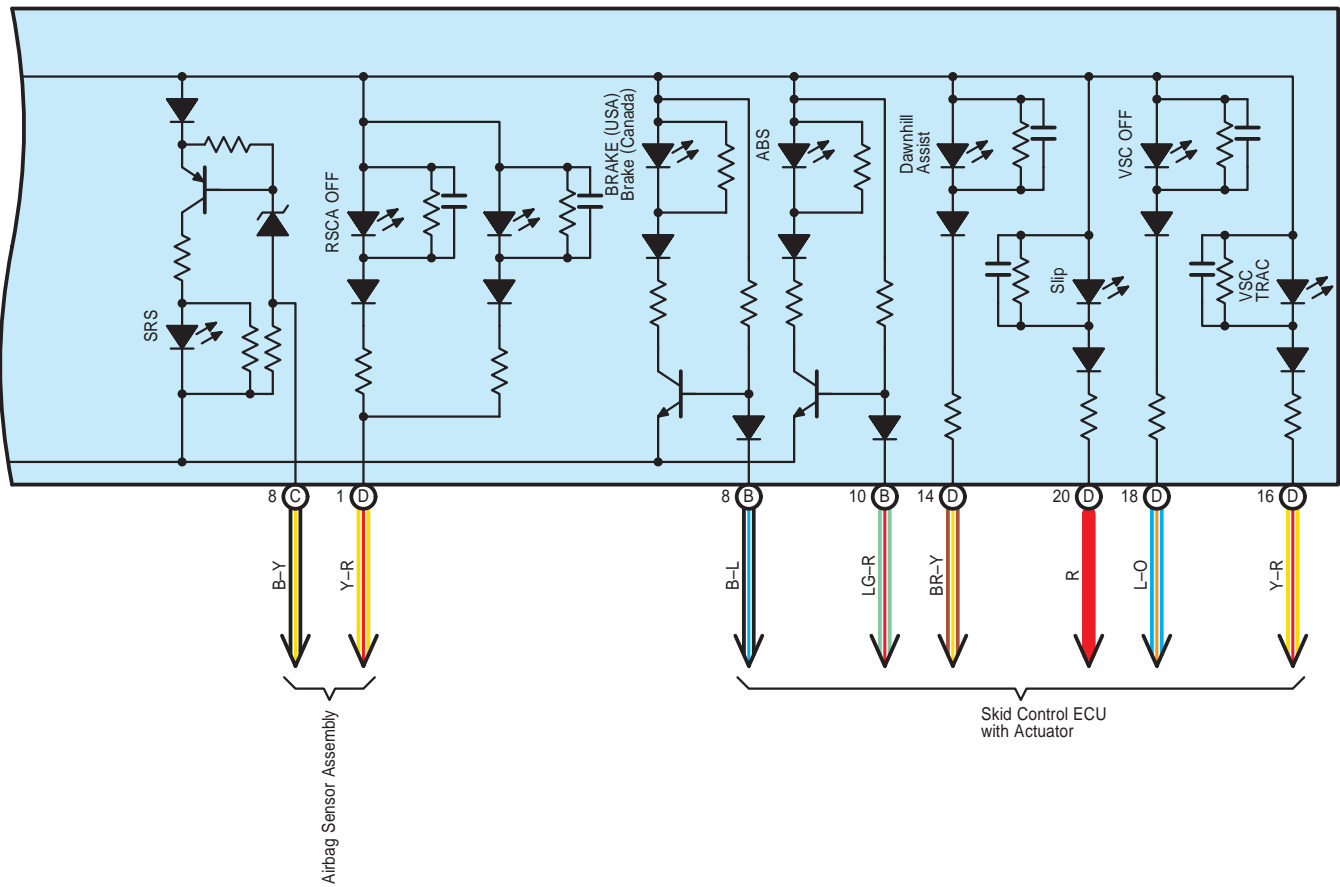 SRS
RSCA OFF
BRAKE (USA)
Brake (Canada)
ABS
Dawnhill
Assist
Slip
VSC OFF
VSC
TRAC
8 C
1 D
8 B
10 B
14 D
20 D
18 D
16 D
B–Y
Y–R
B–L
LG–R
BR–Y
R
L–O
Y–R
Airbag Sensor Assembly
Skid Control ECU
with Actuator